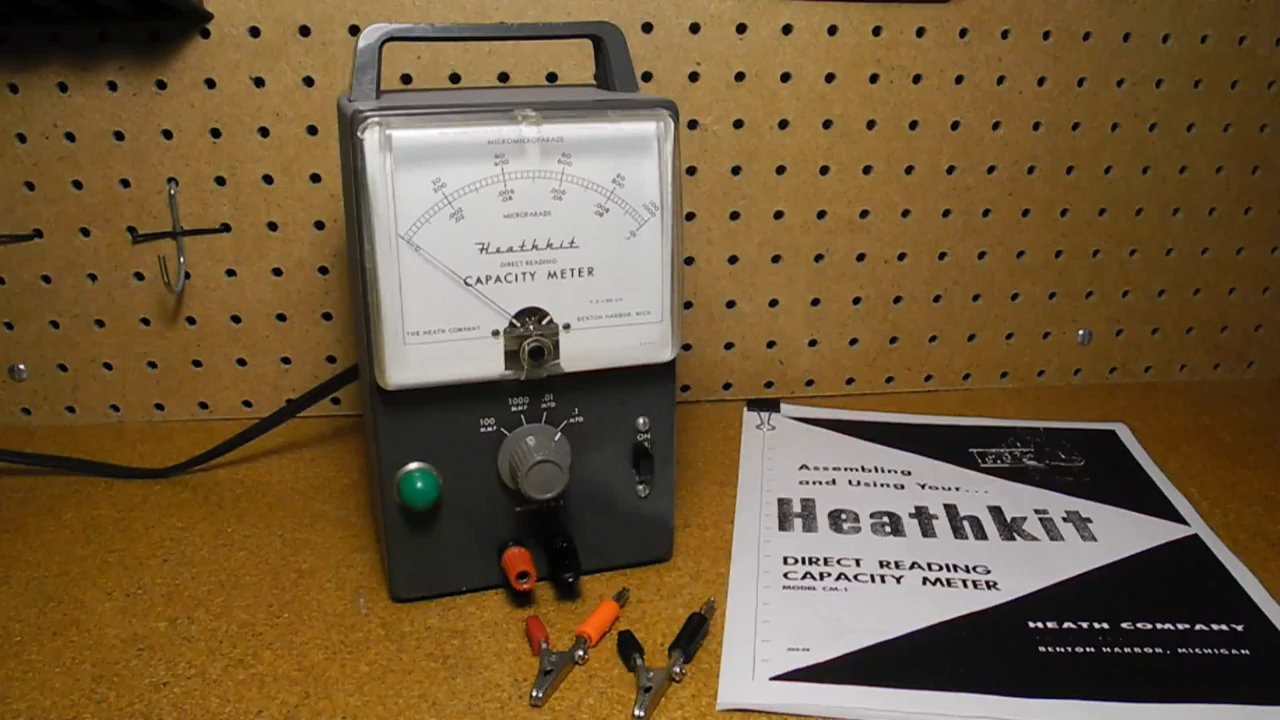 MICROMICROFARADS
20 40 60 80 100
200 400 600 800 1000
0
.002 .004 .006 .008
.02 .04 .06 .08
MICROFARADS
Heathkit
DIRECT READING
CAPACITY METER
THE HEATH COMPANY
BENTON HARBOR, MICH.
100 MMF
1000 MMF
.01 MFD
.1 MFD
ON
Assembling
and Using Your...
Heathkit
DIRECT READING
CAPACITY METER
MODEL CM-1
HEATH COMPANY
BENTON HARBOR, MICHIGAN